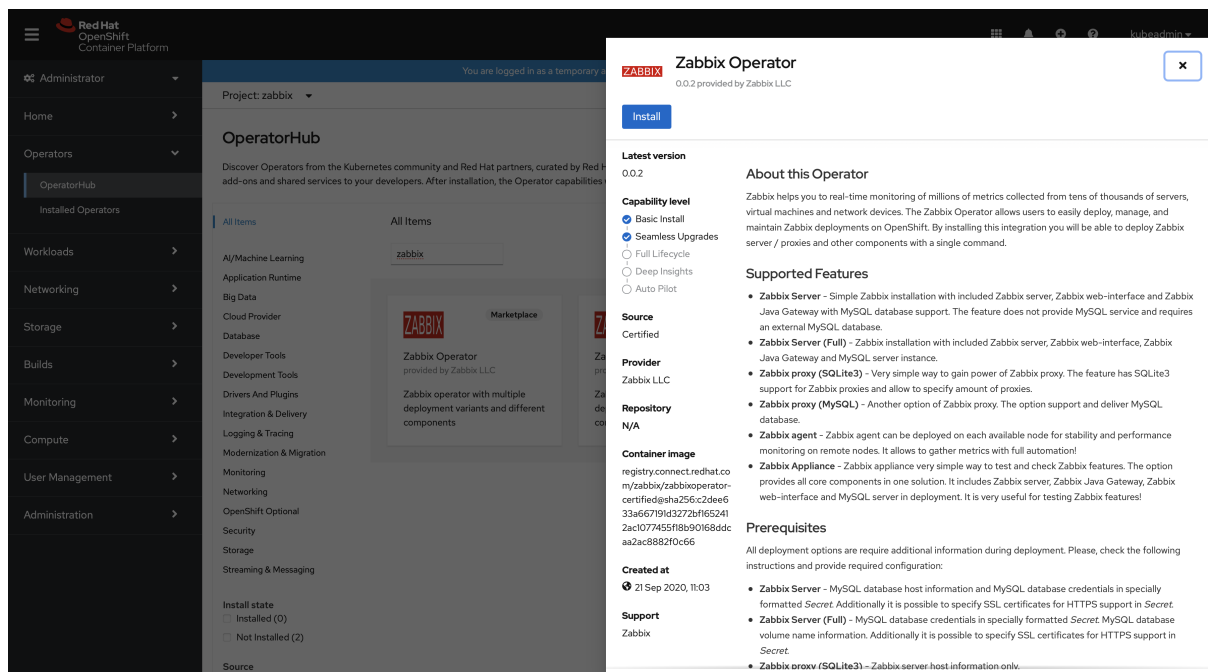 Red Hat
OpenShift
Container Platform
kubeadmin
Administrator
Home
Operators
OperatorHub
Installed Operators
Workloads
Networking
Storage
Builds
Monitoring
Compute
User Management
Administration
You are logged in as a temporary a
Project: zabbix
OperatorHub
Discover Operators from the Kubernetes community and Red Hat partners, curated by Red H
add-ons and shared services to your developers. After installation, the Operator capabilities
All Items
AI/Machine Learning
Application Runtime
Big Data
Cloud Provider
Database
Developer Tools
Development Tools
Drivers And Plugins
Integration & Delivery
Logging & Tracing
Modernization & Migration
Monitoring
Networking
OpenShift Optional
Security
Storage
Streaming & Messaging
Install state
Installed (0)
Not Installed (2)
Source
All Items
zabbix
ZABBIX
Marketplace
Zabbix Operator
provided by Zabbix LLC
Zabbix operator with multiple
deployment variants and different
components
Z
Za
pro
Za
de
co
ZABBIX
Zabbix Operator
0.0.2 provided by Zabbix LLC
Install
Latest version
0.0.2
Capability level
Basic Install
Seamless Upgrades
Full Lifecycle
Deep Insights
Auto Pilot
Source
Certified
Provider
Zabbix LLC
Repository
N/A
Container image
registry.connect.redhat.co
m/zabbix/zabbixoperator-
certified@sha256:c2dee6
33a667191d3272bf165241
2ac1077455f18b90168ddc
aa2ac8882f0c66
Created at
21 Sep 2020, 11:03
Support
Zabbix
About this Operator
Zabbix helps you to real-time monitoring of millions of metrics collected from tens of thousands of servers,
virtual machines and network devices. The Zabbix Operator allows users to easily deploy, manage, and
maintain Zabbix deployments on OpenShift. By installing this integration you will be able to deploy Zabbix
server / proxies and other components with a single command.
Supported Features
• Zabbix Server - Simple Zabbix installation with included Zabbix server, Zabbix web-interface and Zabbix
Java Gateway with MySQL database support. The feature does not provide MySQL service and requires
an external MySQL database.
• Zabbix Server (Full) - Zabbix installation with included Zabbix server, Zabbix web-interface, Zabbix
Java Gateway and MySQL server instance.
• Zabbix proxy (SQLite3) - Very simple way to gain power of Zabbix proxy. The feature has SQLite3
support for Zabbix proxies and allow to specify amount of proxies.
• Zabbix proxy (MySQL) - Another option of Zabbix proxy. The option support and deliver MySQL
database.
• Zabbix agent - Zabbix agent can be deployed on each available node for stability and performance
monitoring on remote nodes. It allows to gather metrics with full automation!
• Zabbix Appliance - Zabbix appliance very simple way to test and check Zabbix features. The option
provides all core components in one solution. It includes Zabbix server, Zabbix Java Gateway, Zabbix
web-interface and MySQL server in deployment. It is very useful for testing Zabbix features!
Prerequisites
All deployment options are require additional information during deployment. Please, check the following
instructions and provide required configuration:
• Zabbix Server - MySQL database host information and MySQL database credentials in specially
formatted Secret. Additionally it is possible to specify SSL certificates for HTTPS support in Secret.
• Zabbix Server (Full) - MySQL database credentials in specially formatted Secret. MySQL database
volume name information. Additionally it is possible to specify SSL certificates for HTTPS support in
Secret.
• Zabbix proxy (SQLite3) - Zabbix server host information only.